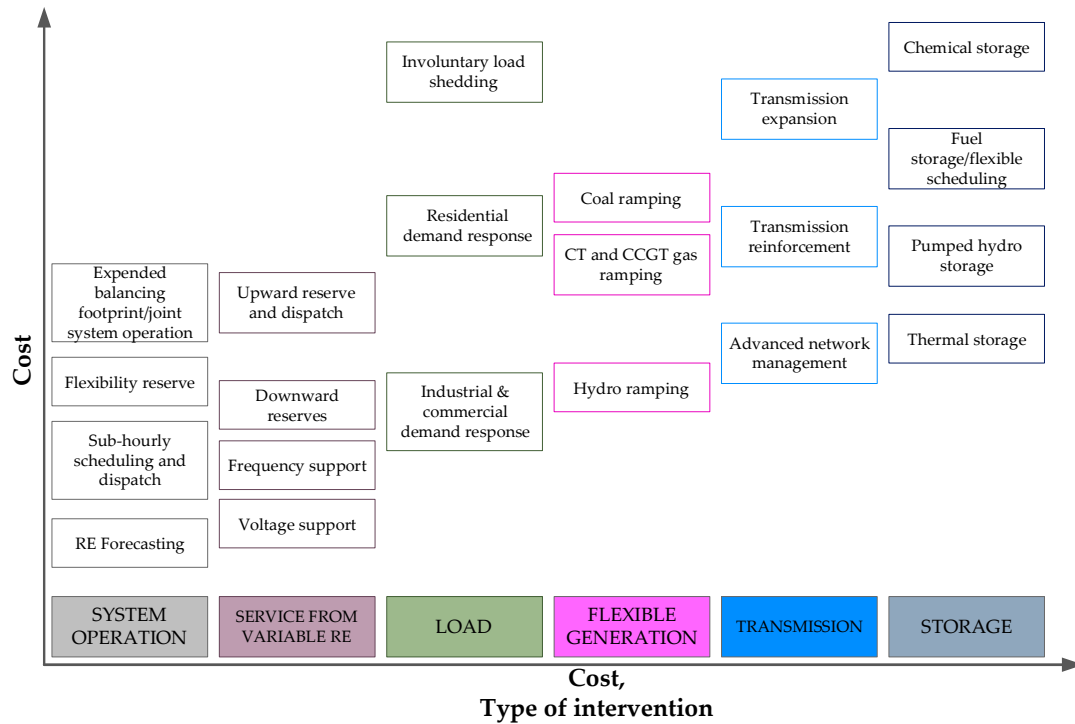 Cost
Expended
balancing
footprint/joint
system operation
Flexibility reserve
Sub-hourly
scheduling and
dispatch
RE Forecasting
SYSTEM
OPERATION
Upward reserve
and dispatch
Downward
reserves
Frequency support
Voltage support
SERVICE FROM
VARIABLE RE
Involuntary load
shedding
Residential
demand response
Industrial &
commercial
demand response
LOAD
Coal ramping
CT and CCGT gas
ramping
Hydro ramping
FLEXIBLE
GENERATION
Transmission
expansion
Transmission
reinforcement
Advanced network
management
TRANSMISSION
Chemical storage
Fuel
storage/flexible
scheduling
Pumped hydro
storage
Thermal storage
STORAGE
Cost,
Type of intervention